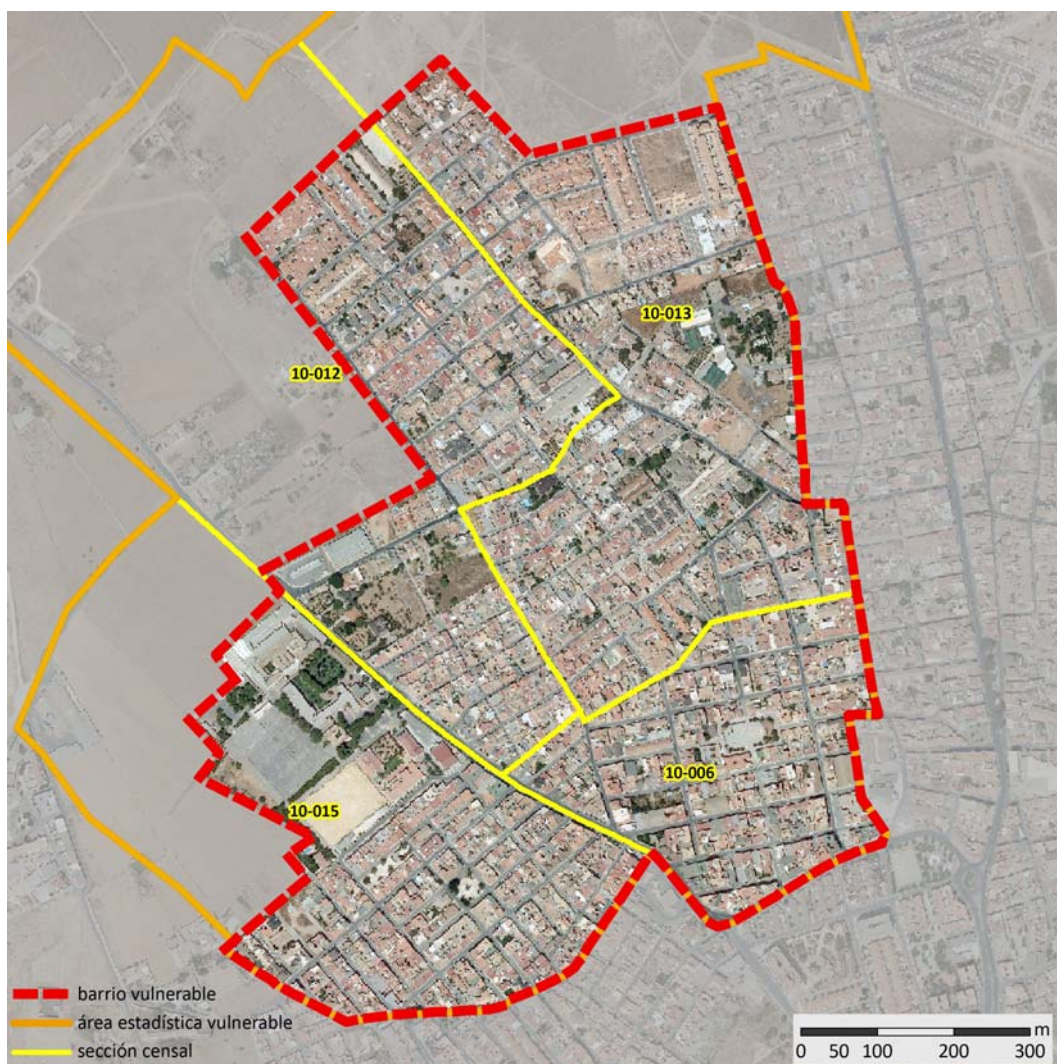 10-013
10-012
10-006
10-015
barrio vulnerable
área estadística vulnerable
sección censal
m
0 50 100 200 300